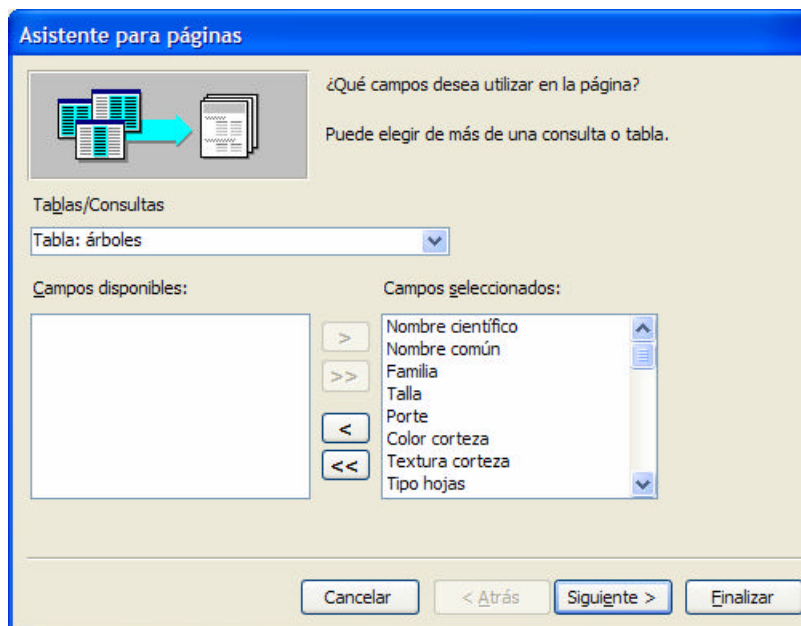 Asistente para páginas
¿Qué campos desea utilizar en la página?
Puede elegir de más de una consulta o tabla.
Tablas/Consultas
Tabla: árboles
Campos disponibles:
Campos seleccionados:
>
>>
<
<<
Nombre científico
Nombre común
Familia
Talla
Porte
Color corteza
Textura corteza
Tipo hojas
Cancelar
< Atrás
Siguiente >
Finalizar